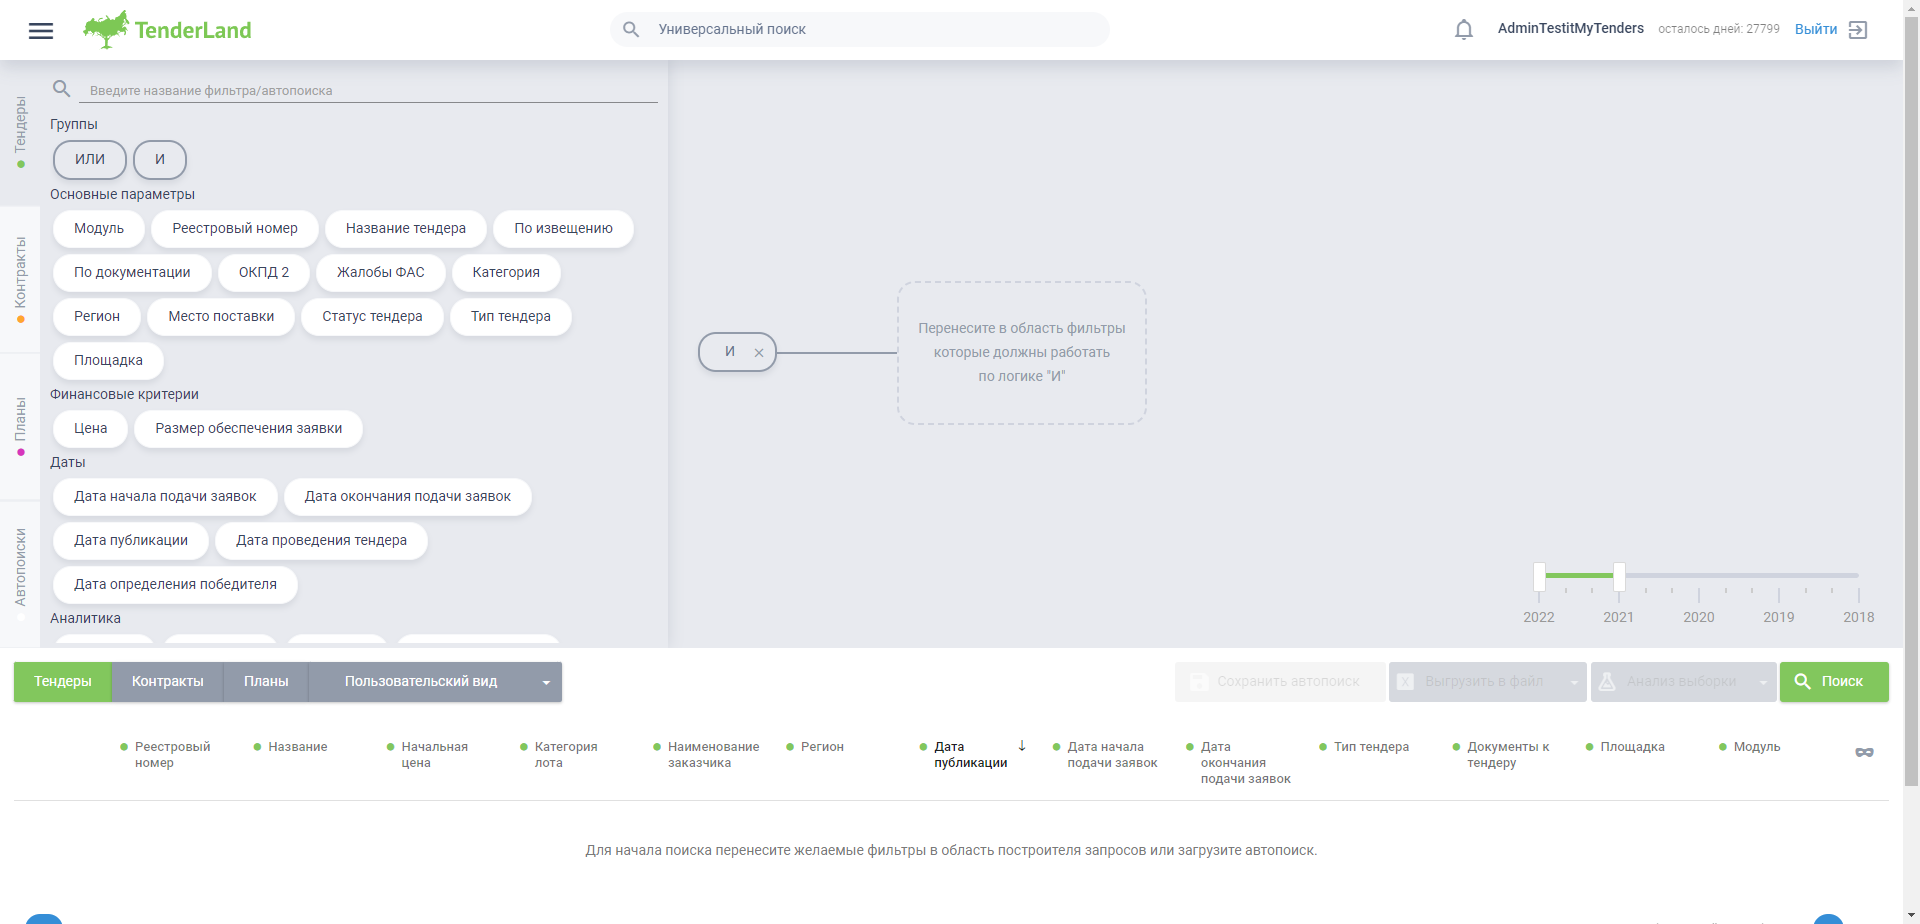 TenderLand
Универсальный поиск
AdminTestitMyTenders
осталось дней: 27799
Выйти
Тендеры
Контракты
Планы
Автопоиски
Введите название фильтра/автопоиска
Группы
ИЛИ И
Основные параметры
Модуль Реестровый номер Название тендера По извещению
По документации ОКПД 2 Жалобы ФАС Категория
Регион Место поставки Статус тендера Тип тендера
Площадка
Финансовые критерии
Цена Размер обеспечения заявки
Даты
Дата начала подачи заявок Дата окончания подачи заявок
Дата публикации Дата проведения тендера
Дата определения победителя
Аналитика
И
Перенесите в область фильтры
которые должны работать
по логике "И"
2022 2021 2020 2019 2018
Тендеры Контракты Планы Пользовательский вид
Сохранить автопоиск Выгрузить в файл Анализ выборки Поиск
Реестровый
номер
Название
Начальная
цена
Категория
лота
Наименование
заказчика
Регион
Дата
публикации
Дата начала
подачи заявок
Дата
окончания
подачи заявок
Тип тендера
Документы к
тендеру
Площадка
Модуль
Для начала поиска перенесите желаемые фильтры в область построителя запросов или загрузите автопоиск.